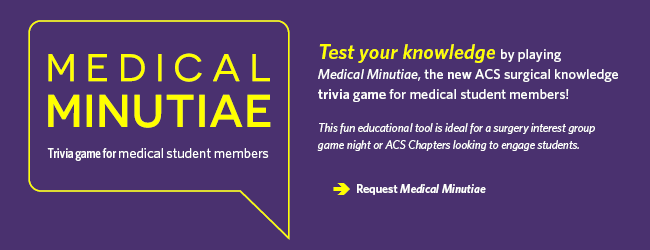 MEDICAL
MINUTIAE
Trivia game for medical student members
Test your knowledge by playing
Medical Minutiae, the new ACS surgical knowledge
trivia game for medical student members!
This fun educational tool is ideal for a surgery interest group
game night or ACS Chapters looking to engage students.
Request Medical Minutiae